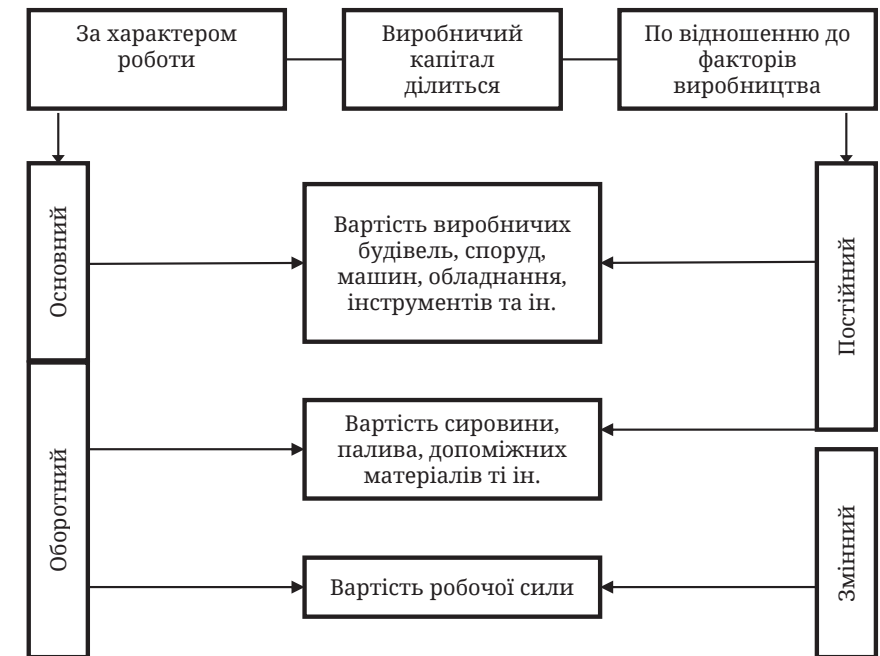 За характером
роботи
Виробничий
капітал
ділиться
По відношенню до
факторів
виробництва
Основний
Вартість виробничих
будівель, споруд,
машин, обладнання,
інструментів та ін.
Постійний
Оборотний
Вартість сировини,
палива, допоміжних
матеріалів ті ін.
Вартість робочої сили
Змінний